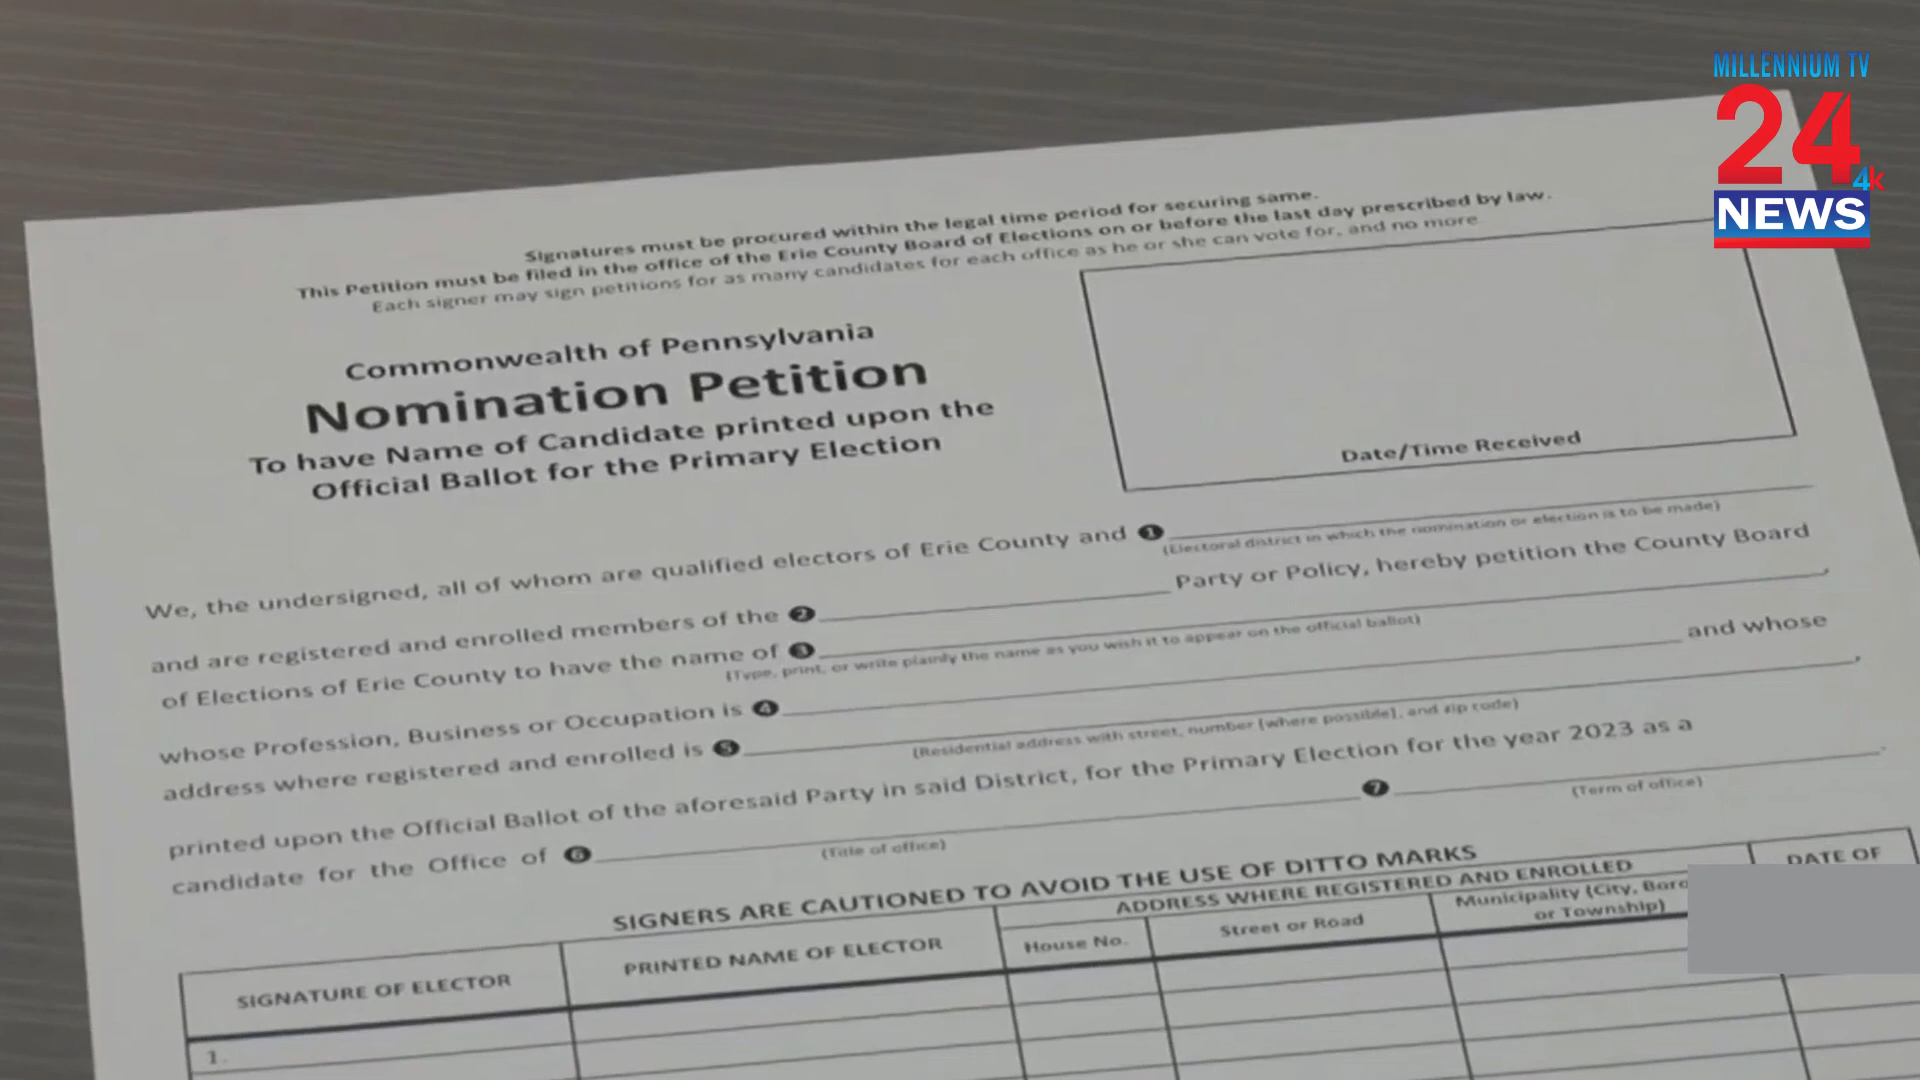 MILLENNIUM TV
24
4k
NEWS
Signatures must be procured within the legal time period for securing same.
This Petition must be filed in the office of the Erie County Board of Elections on or before the last day prescribed by law.
Each signer may sign petitions for as many candidates for each office as he or she can vote for, and no more
Commonwealth of Pennsylvania
Nomination Petition
To have Name of Candidate printed upon the
Official Ballot for the Primary Election
Date/Time Received
We, the undersigned, all of whom are qualified electors of Erie County and 1
(Electoral district in which the nomination or election is to be made)
and are registered and enrolled members of the 2 Party or Policy, hereby petition the County Board
of Elections of Erie County to have the name of 3 ,
(Type, print, or write plainly the name as you wish it to appear on the official ballot)
whose Profession, Business or Occupation is 4 and whose
address where registered and enrolled is 5 ,
(Residential address with street, number [where possible], and zip code)
printed upon the Official Ballot of the aforesaid Party in said District, for the Primary Election for the year 2023 as a
candidate for the Office of 6 7 .
(Title of office) (Term of office)
SIGNERS ARE CAUTIONED TO AVOID THE USE OF DITTO MARKS
ADDRESS WHERE REGISTERED AND ENROLLED
DATE OF
SIGNATURE OF ELECTOR
PRINTED NAME OF ELECTOR
House No.
Street or Road
Municipality (City, Boro
or Township)
1.